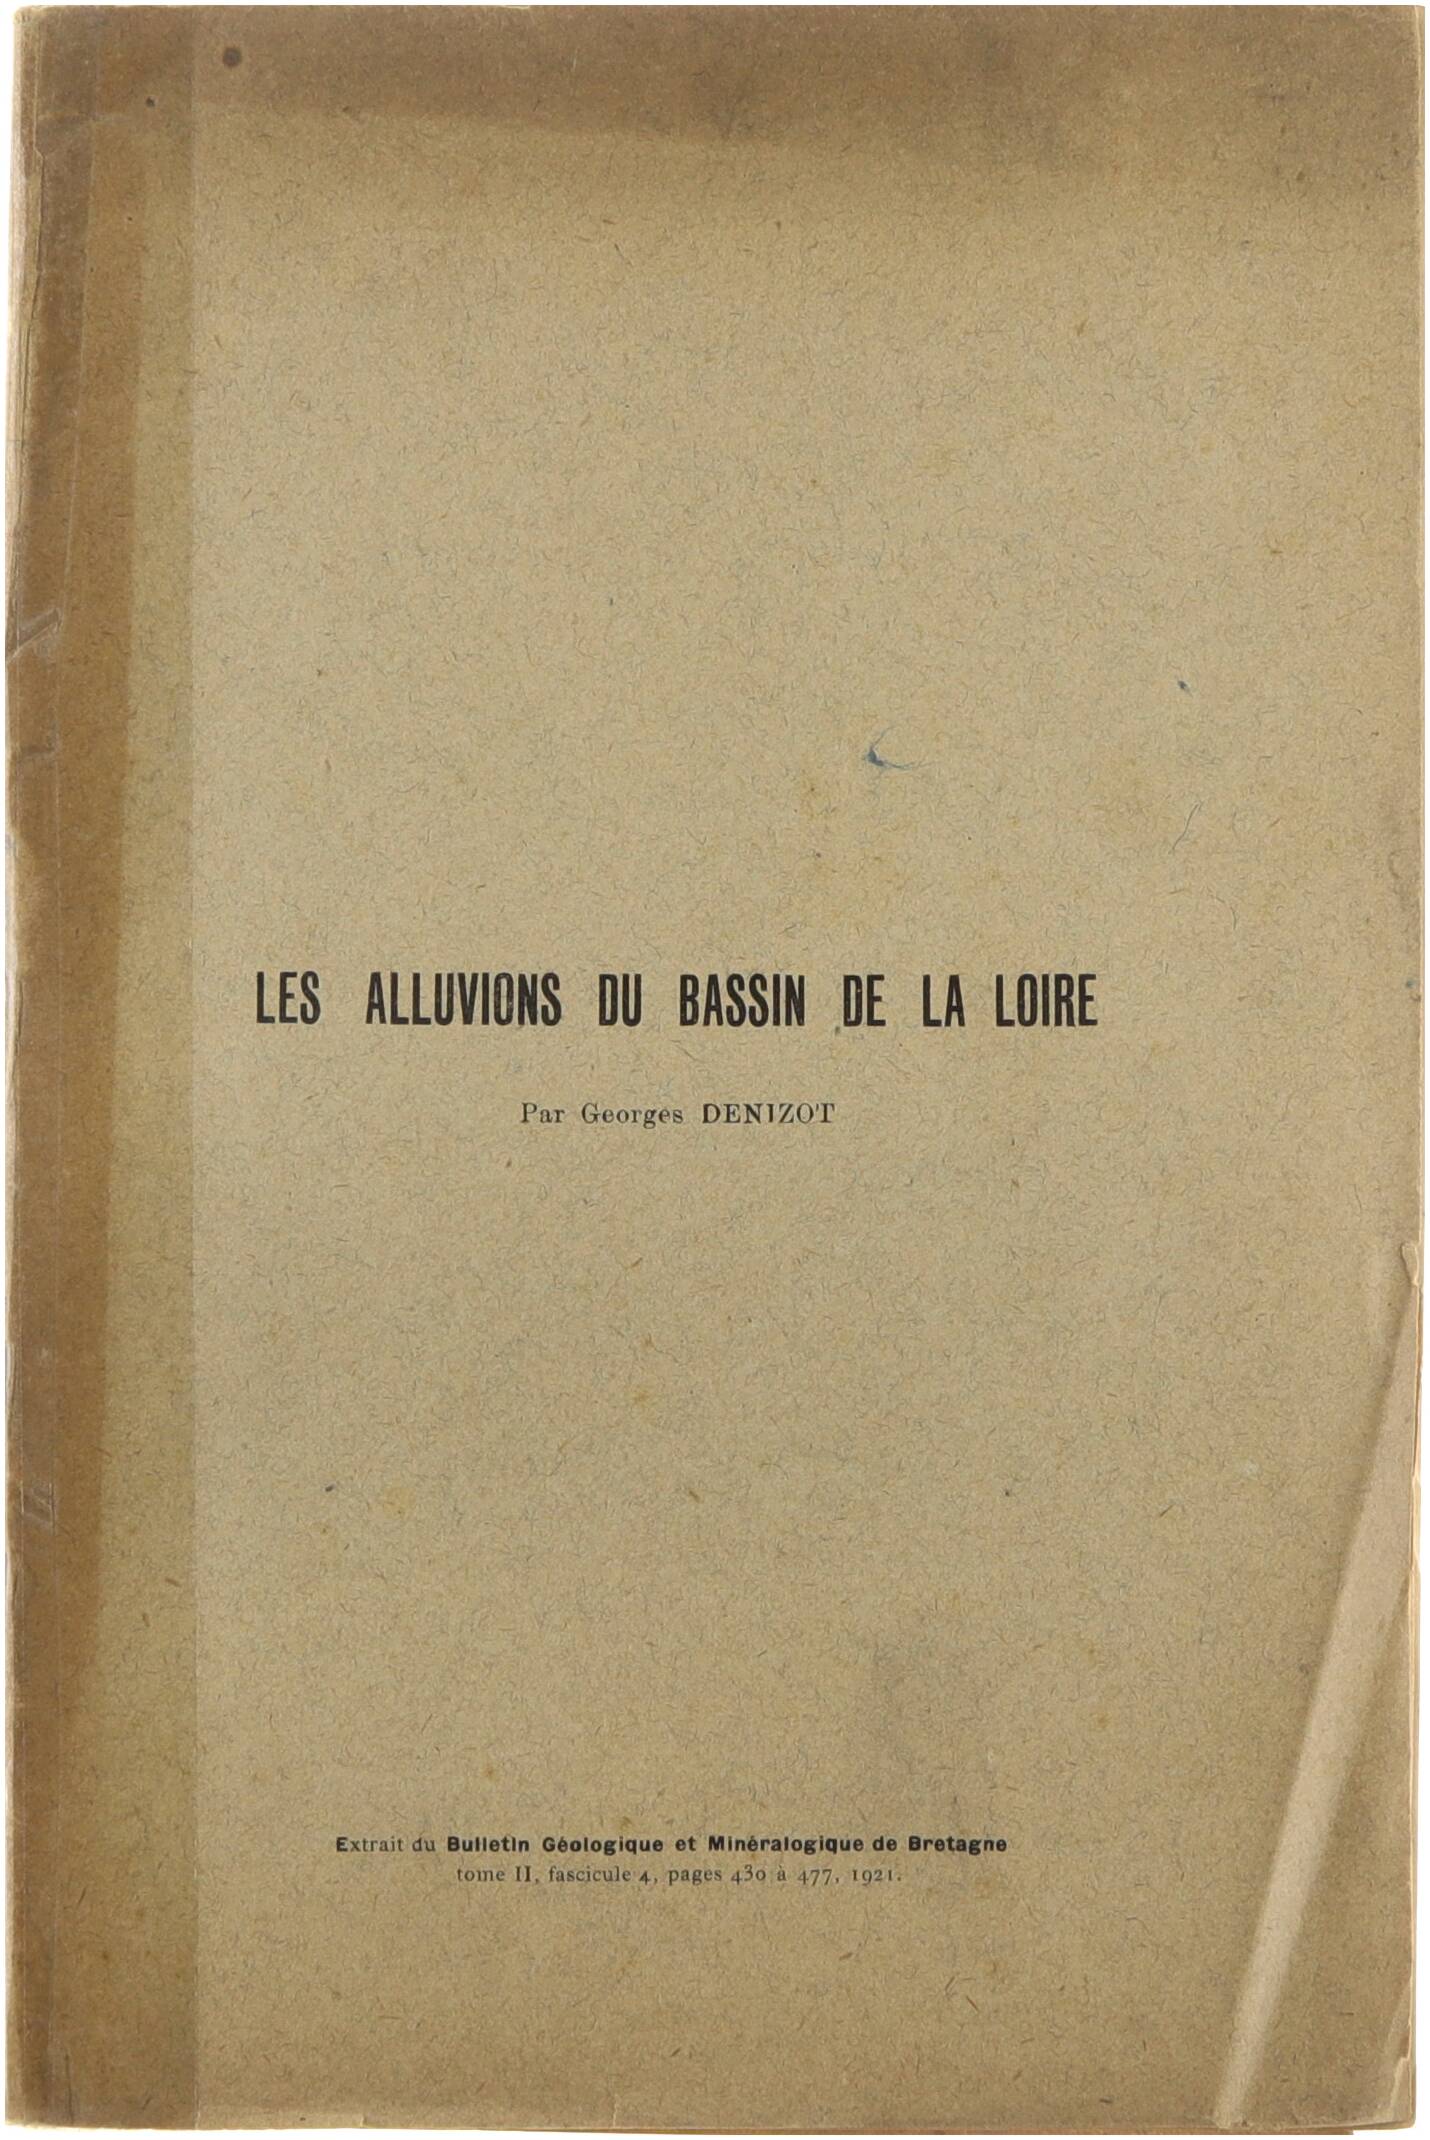 LES ALLUVIONS DU BASSIN DE LA LOIRE
Par Georges DENIZOT
Extrait du Bulletin Géologique et Minéralogique de Bretagne
tome II, fascicule 4, pages 430 à 477, 1921.